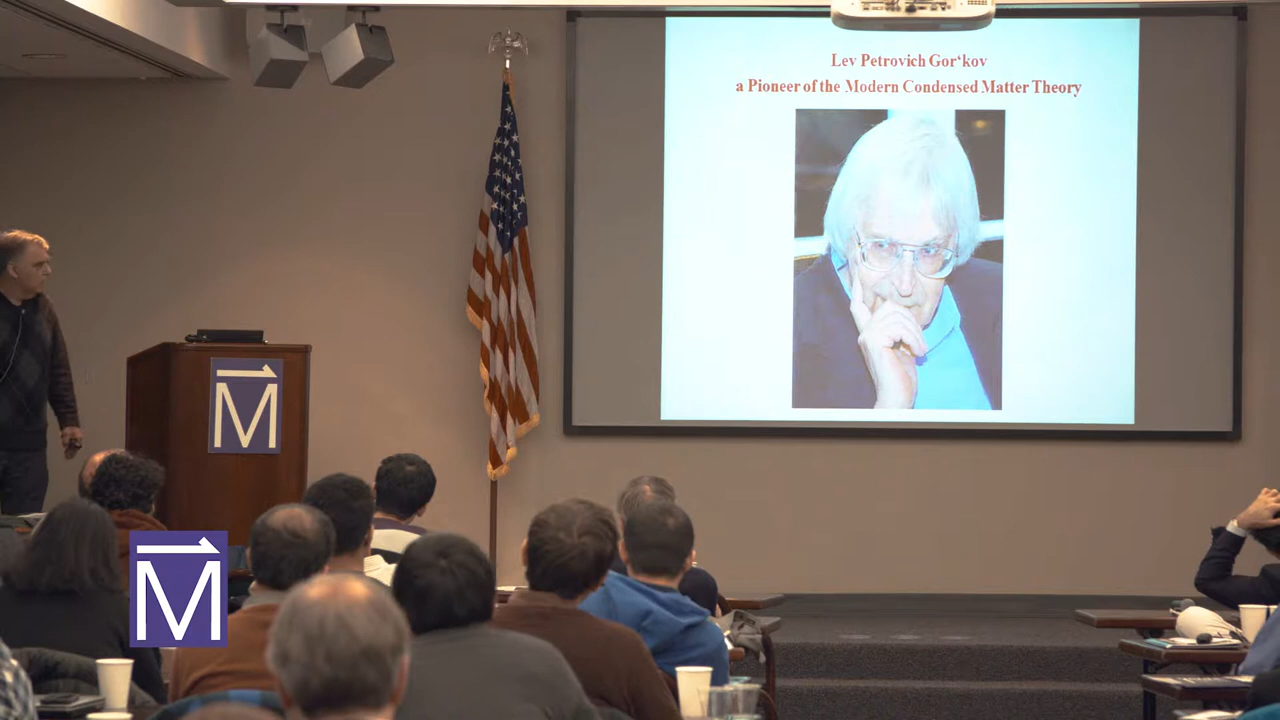 Lev Petrovich Gor‘kov
a Pioneer of the Modern Condensed Matter Theory
M
M